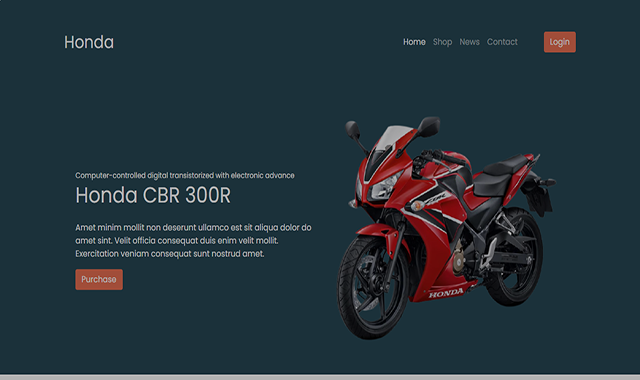 Honda
Home Shop News Contact Login
Computer-controlled digital transistorized with electronic advance
Honda CBR 300R
Amet minim mollit non deserunt ullamco est sit aliqua dolor do
amet sint. Velit officia consequat duis enim velit mollit.
Exercitation veniam consequat sunt nostrud amet.
Purchase
HONDA